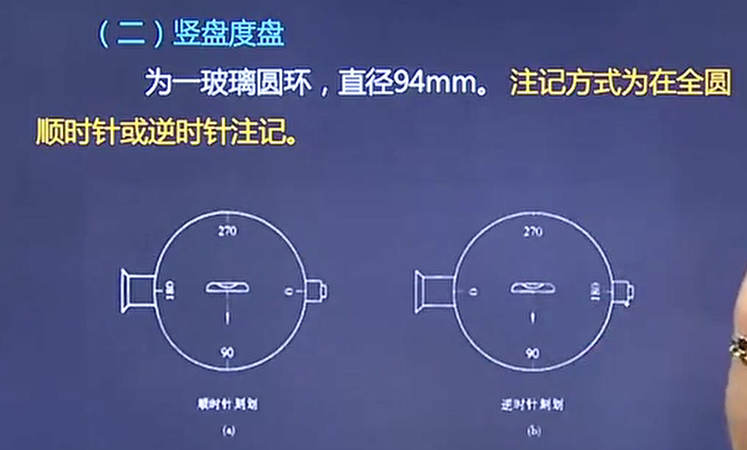 （二）竖盘度盘
为一玻璃圆环，直径94mm。注记方式为在全圆
顺时针或逆时针注记。
270
270
180
0
0
180
90
90
顺时针刻划
逆时针刻划
(a)
(b)